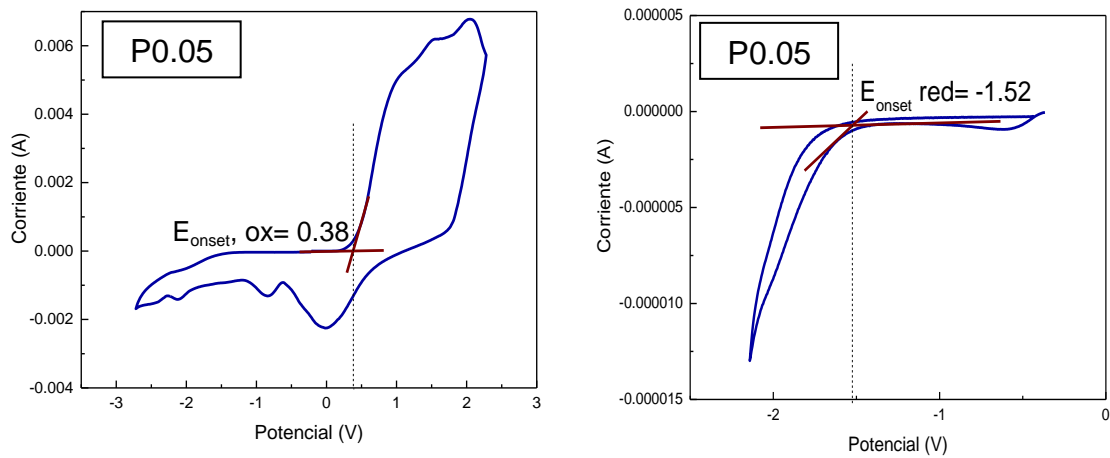 P0.05
0.006
0.004
0.002
0.000
-0.002
-0.004
Corriente (A)
E_onset, ox= 0.38
-3 -2 -1 0 1 2 3
Potencial (V)
P0.05
0.000005
0.000000
-0.000005
-0.000010
-0.000015
Corriente (A)
E_onset red= -1.52
-2 -1 0
Potencial (V)